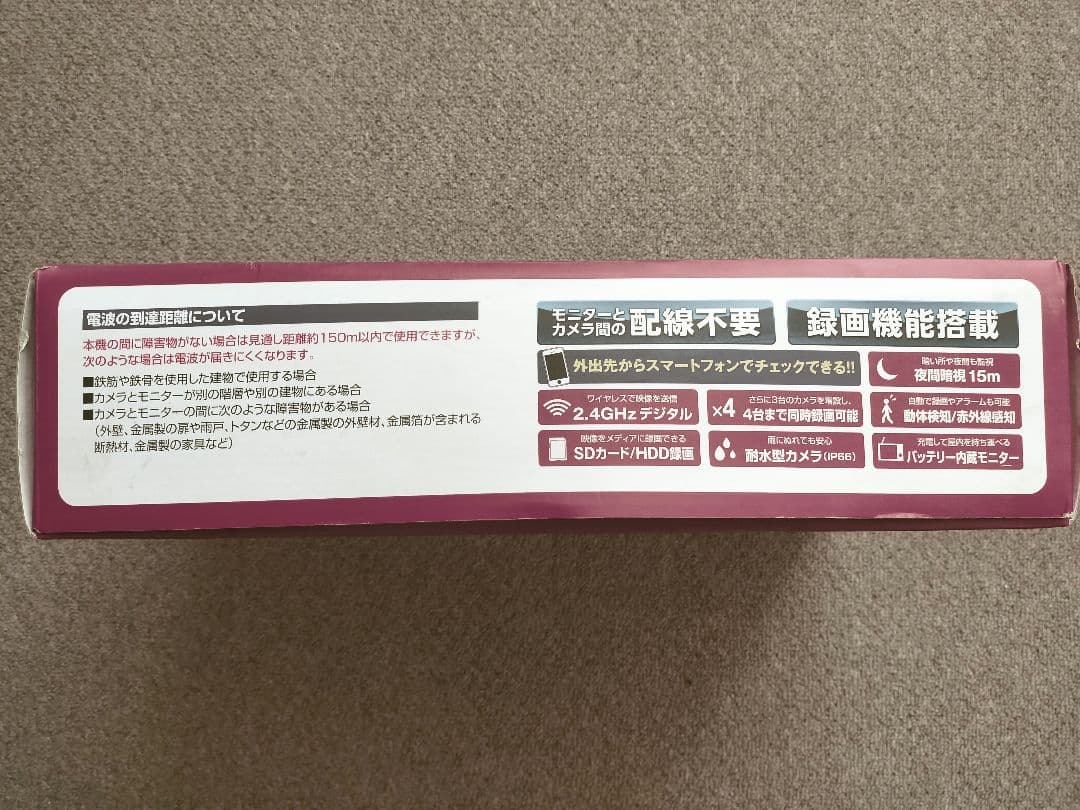 電波の到達距離について
本機の間に障害物がない場合は見通し距離約150m以内で使用できますが、
次のような場合は電波が届きにくくなります。
■鉄筋や鉄骨を使用した建物で使用する場合
■カメラとモニターが別の階層や別の建物にある場合
■カメラとモニターの間に次のような障害物がある場合
（外壁、金属製の扉や雨戸、トタンなどの金属製の外壁材、金属箔が含まれる
断熱材、金属製の家具など）
モニターと
カメラ間の 配線不要
録画機能搭載
外出先からスマートフォンでチェックできる!!
暗い所や夜間も監視
夜間暗視15m
ワイヤレスで映像を送信
2.4GHzデジタル
×4
さらに3台のカメラを増設し、
4台まで同時録画可能
自動で録画やアラームも可能
動体検知/赤外線感知
映像をメディアに録画できる
SDカード/HDD録画
雨にぬれても安心
耐水型カメラ(IP66)
充電して屋内を持ち運べる
バッテリー内蔵モニター